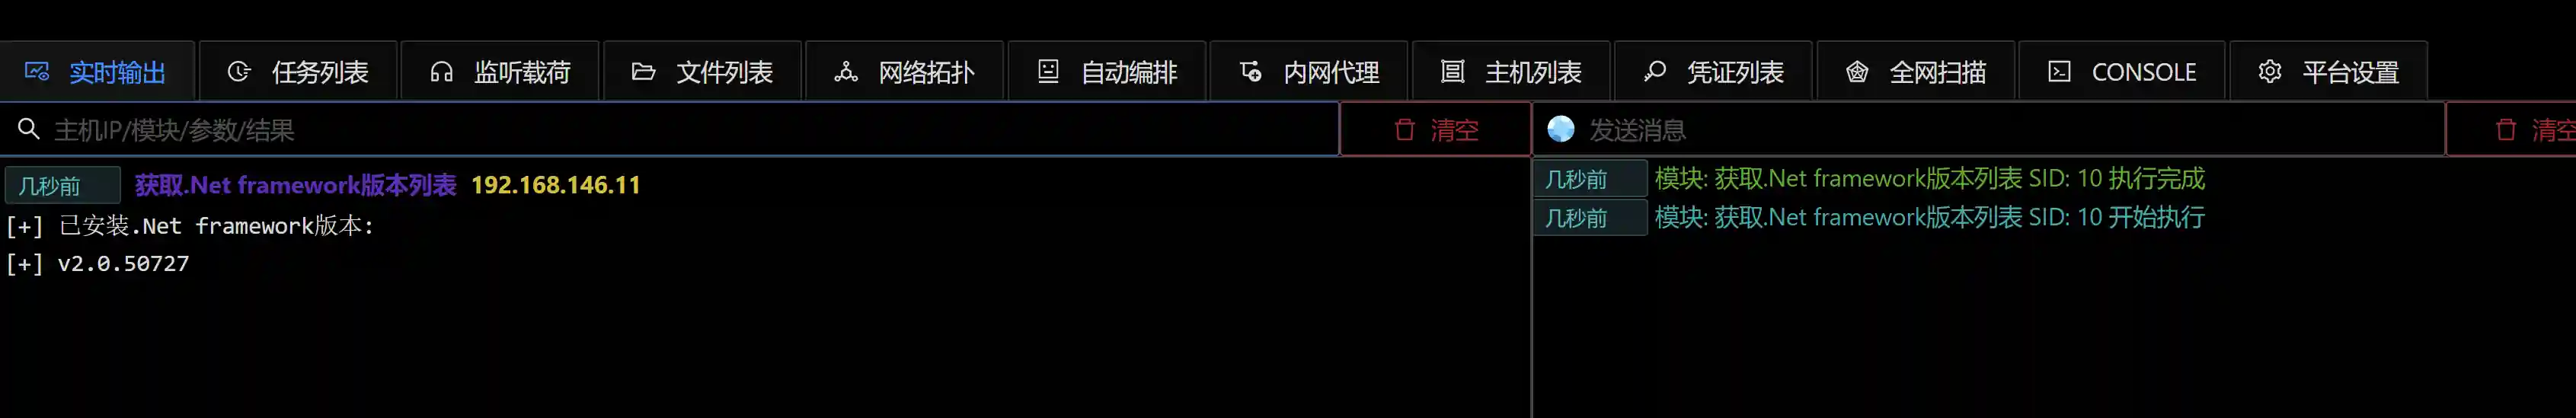 实时输出 任务列表 监听载荷 文件列表 网络拓扑 自动编排 内网代理 主机列表 凭证列表 全网扫描 CONSOLE 平台设置
主机IP/模块/参数/结果 清空
几秒前 获取.Net framework版本列表 192.168.146.11
[+] 已安装.Net framework版本:
[+] v2.0.50727
发送消息 清空
几秒前 模块: 获取.Net framework版本列表 SID: 10 执行完成
几秒前 模块: 获取.Net framework版本列表 SID: 10 开始执行